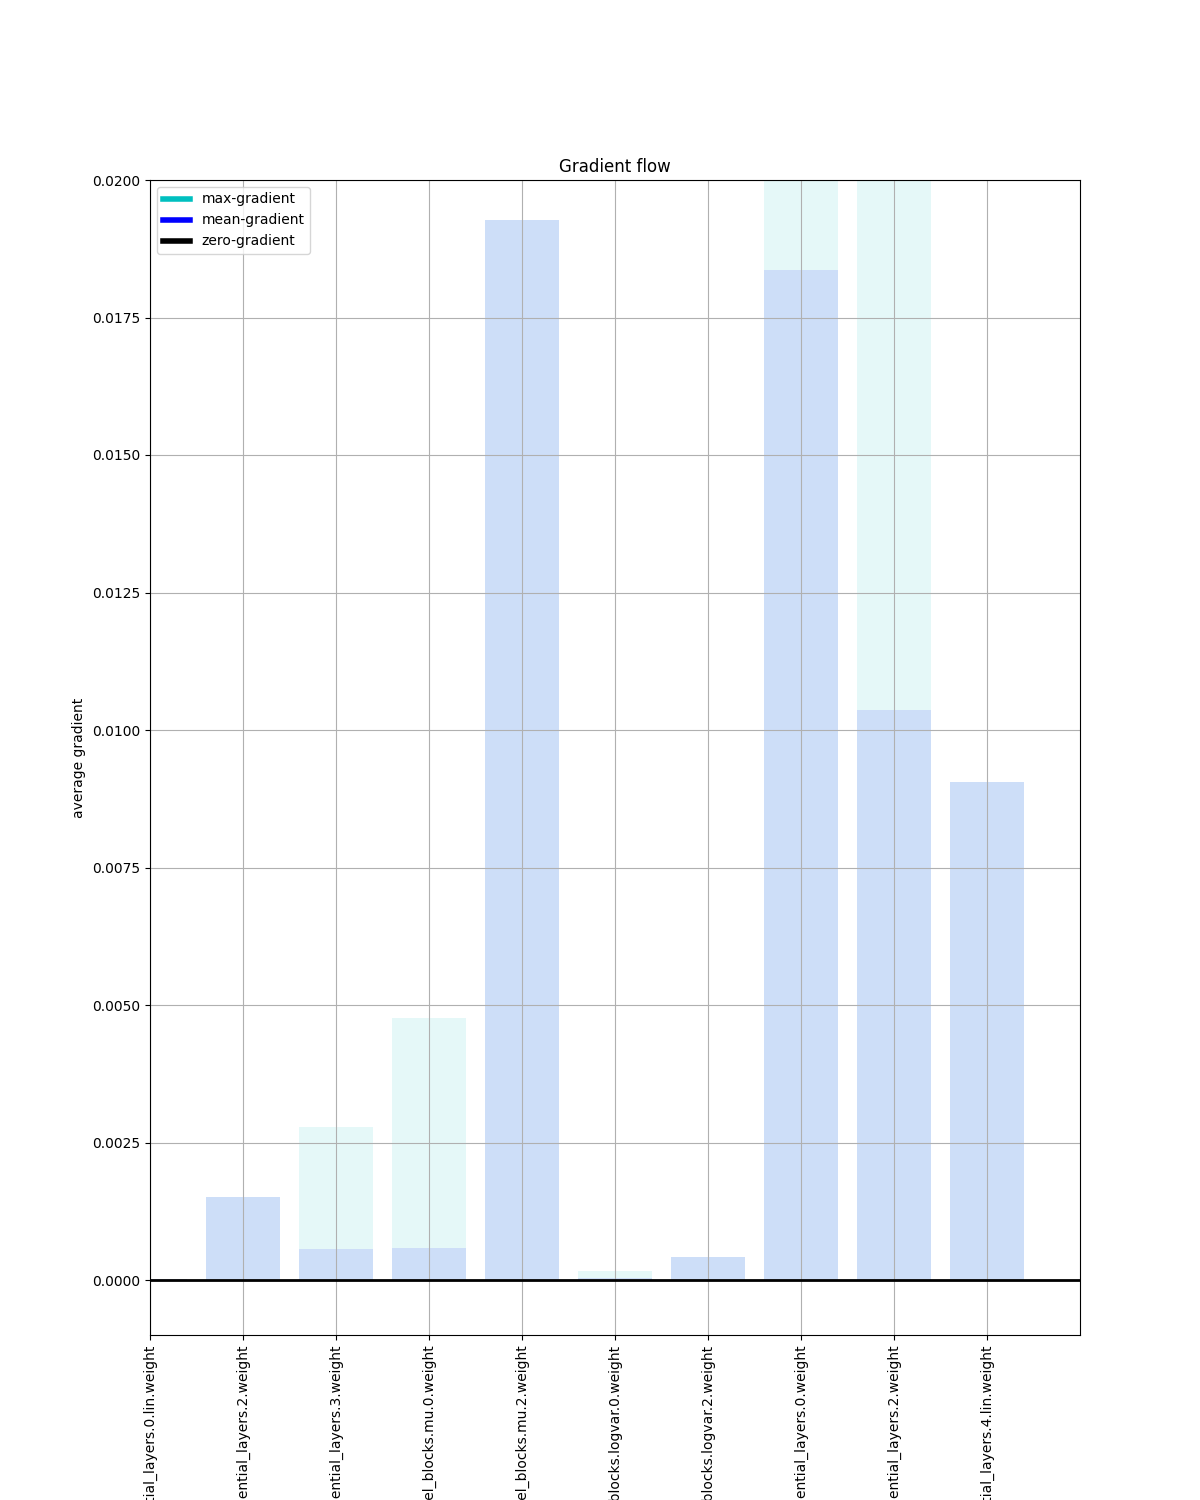 Gradient flow
max-gradient
mean-gradient
zero-gradient
0.0200
0.0175
0.0150
0.0125
0.0100
0.0075
0.0050
0.0025
0.0000
average gradient
tial_layers.0.lin.weight
ential_layers.2.weight
ential_layers.3.weight
el_blocks.mu.0.weight
el_blocks.mu.2.weight
blocks.logvar.0.weight
blocks.logvar.2.weight
ential_layers.0.weight
ential_layers.2.weight
tial_layers.4.lin.weight